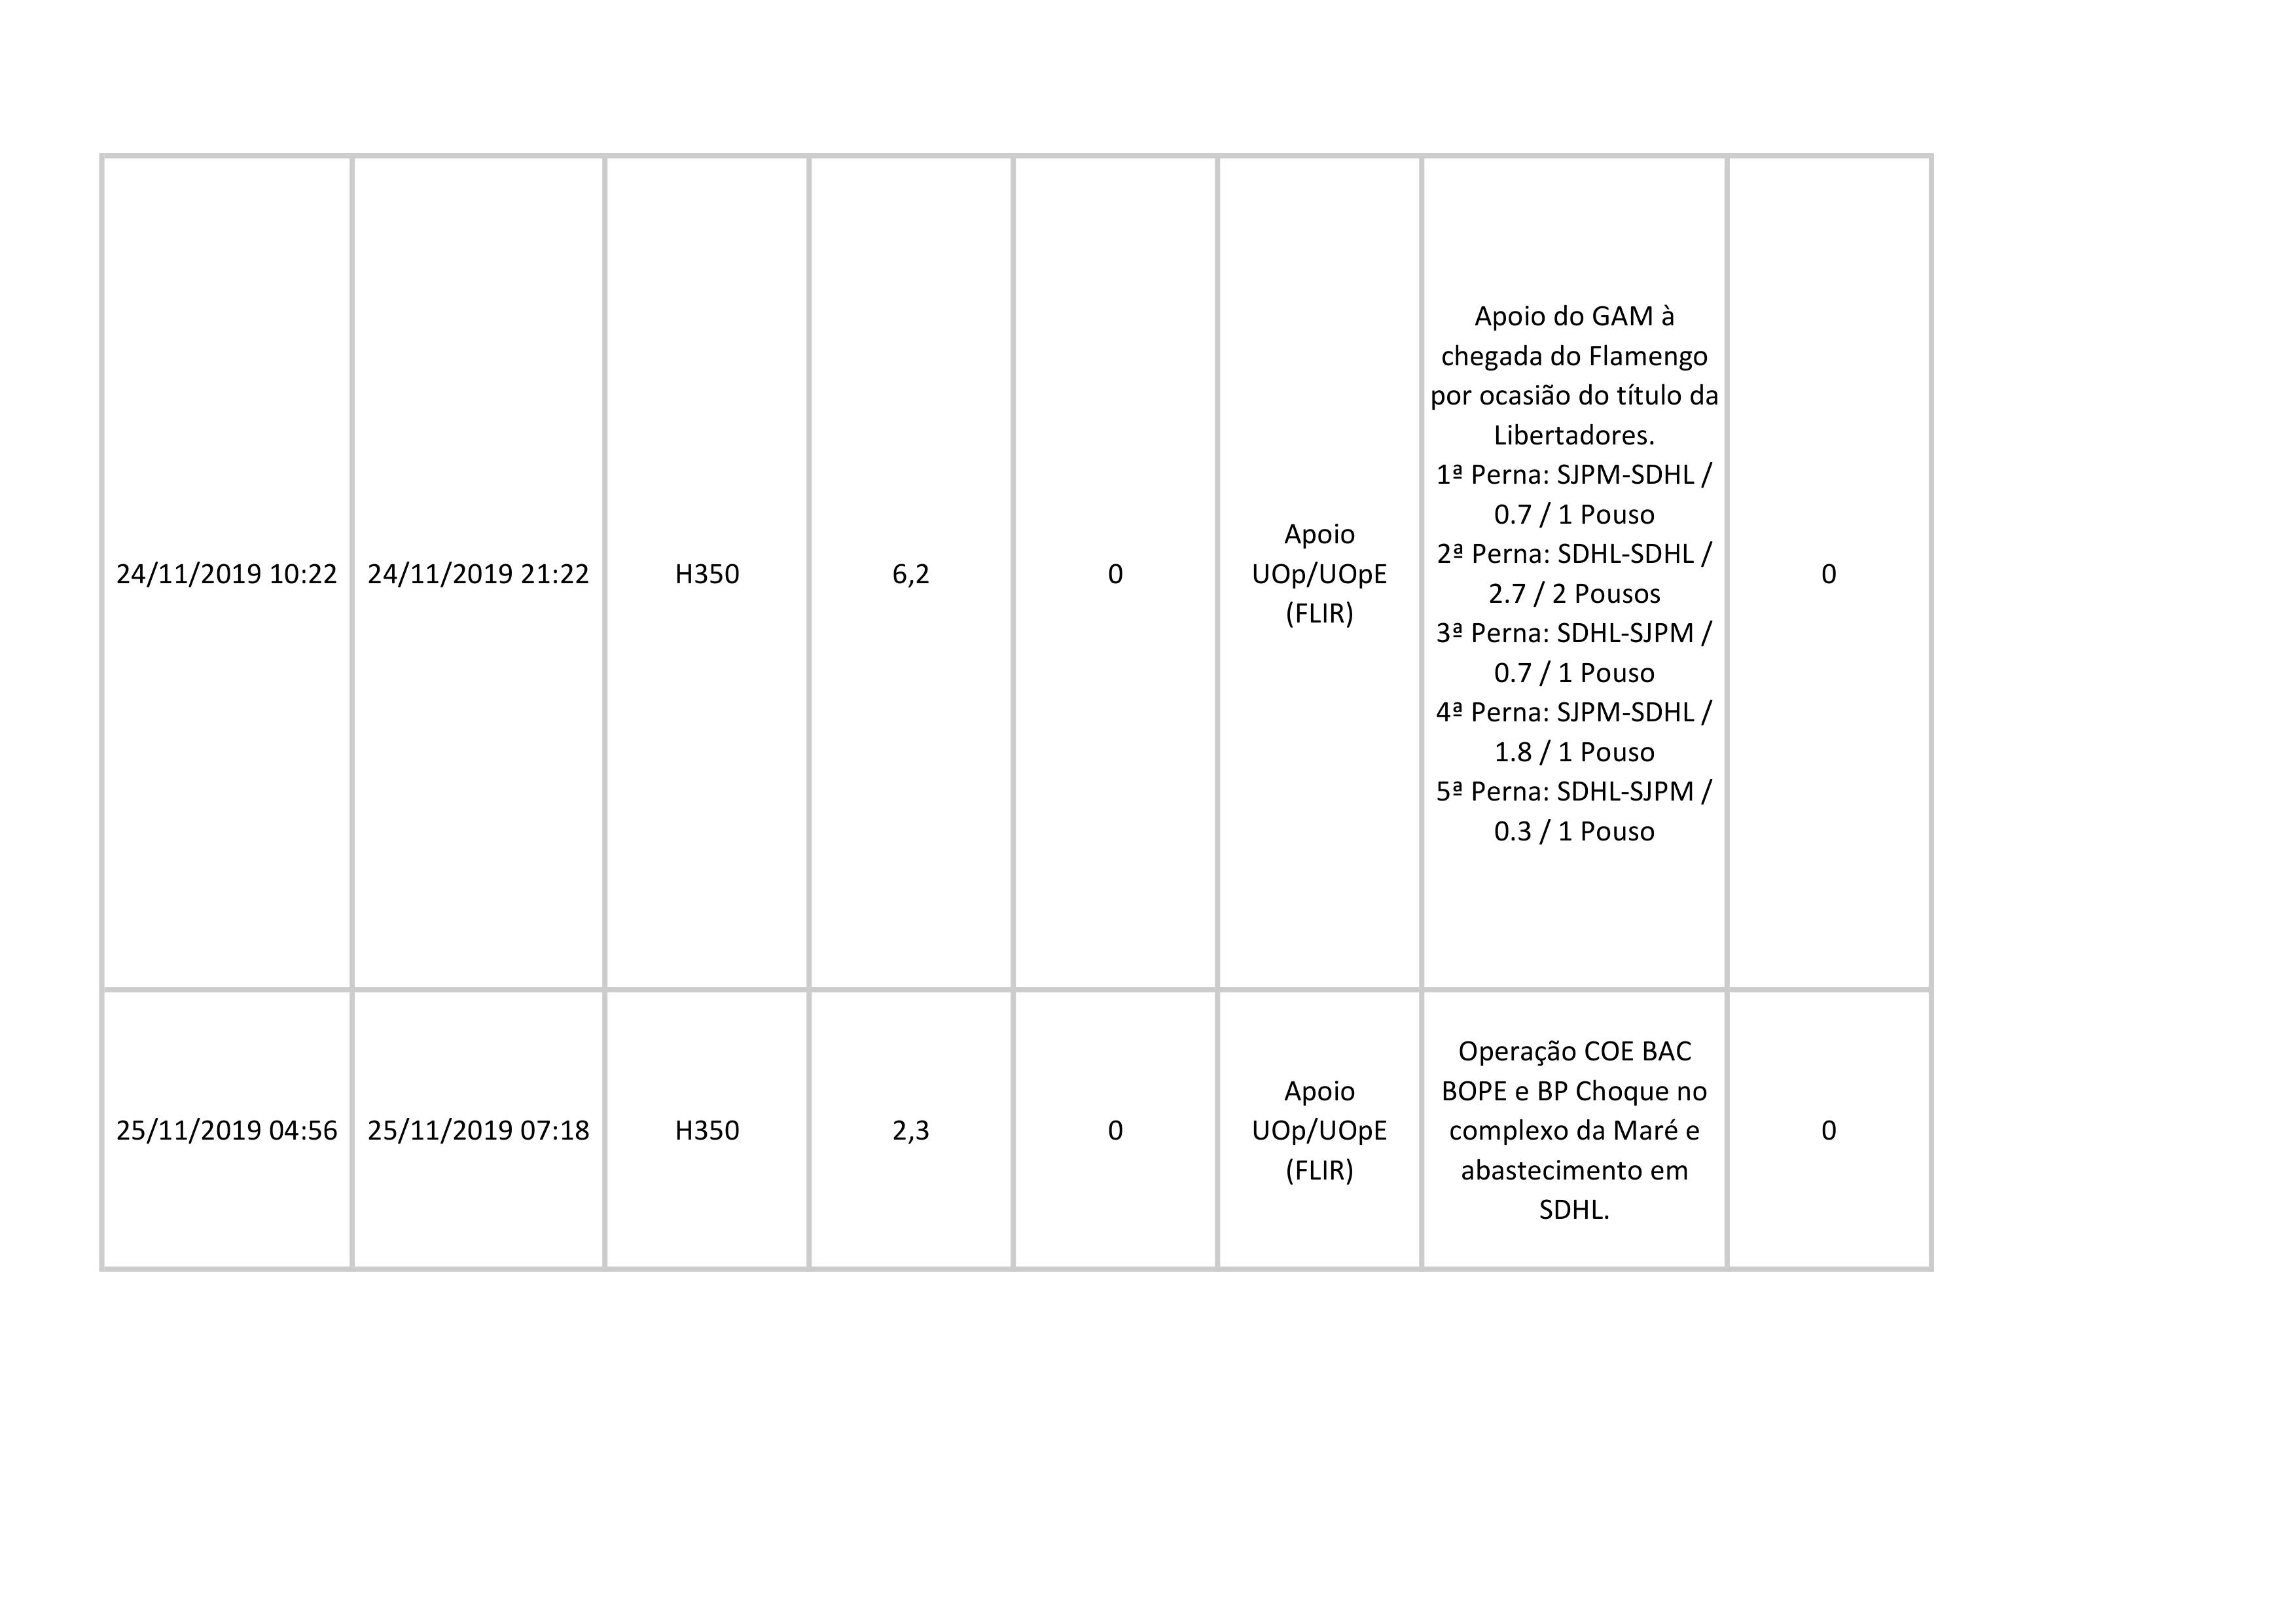 24/11/2019 10:22
24/11/2019 21:22
H350
6,2
0
Apoio
UOp/UOpE
(FLIR)
Apoio do GAM à
chegada do Flamengo
por ocasião do título da
Libertadores.
1ª Perna: SJPM-SDHL /
0.7 / 1 Pouso
2ª Perna: SDHL-SDHL /
2.7 / 2 Pousos
3ª Perna: SDHL-SJPM /
0.7 / 1 Pouso
4ª Perna: SJPM-SDHL /
1.8 / 1 Pouso
5ª Perna: SDHL-SJPM /
0.3 / 1 Pouso
0
25/11/2019 04:56
25/11/2019 07:18
H350
2,3
0
Apoio
UOp/UOpE
(FLIR)
Operação COE BAC
BOPE e BP Choque no
complexo da Maré e
abastecimento em
SDHL.
0